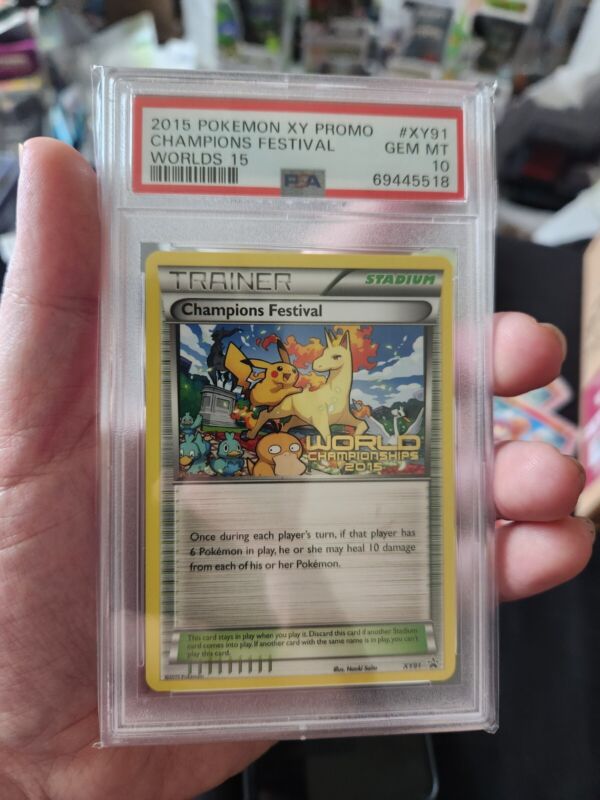 2015 POKEMON XY PROMO #XY91
CHAMPIONS FESTIVAL GEM MT
WORLDS 15 10
PSA 69445518
TRAINER STADIUM
Champions Festival
WORLD
CHAMPIONSHIPS
2015
Once during each player's turn, if that player has
6 Pokémon in play, he or she may heal 10 damage
from each of his or her Pokémon.
This card stays in play when you play it. Discard this card if another Stadium
card comes into play. If another card with the same name is in play, you can't
play this card.
Illus. Naoki Saito XY91
©2015 Pokémon